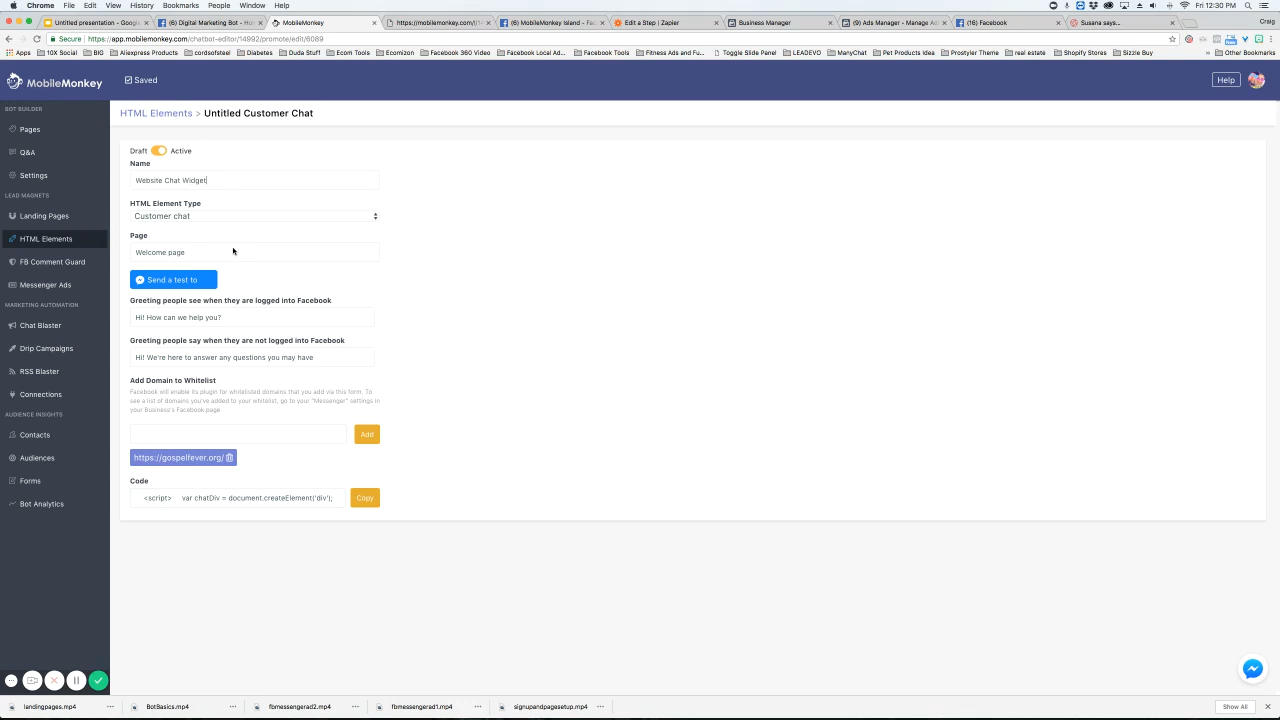 Chrome File Edit View History Bookmarks People Window Help Fri 12:30 PM
Untitled presentation - Google (6) Digital Marketing Bot - Hom MobileMonkey https://mobilemonkey.com/j14 (6) MobileMonkey Island - Fac Edit a Step | Zapier Business Manager (9) Ads Manager - Manage Ad (16) Facebook Susana says... Craig
Secure https://app.mobilemonkey.com/chatbot-editor/14992/promote/edit/6089
Apps 10X Social BIG Aliexpress Products cordsofsteel Diabetes Duda Stuff Ecom Tools Ecomizon Facebook 360 Video Facebook Local Ad... Facebook Tools Fitness Ads and Fu... Toggle Slide Panel LEADEVO ManyChat Pet Products Idea Prostyler Theme real estate Shopify Stores Sizzle Buy Other Bookmarks
MobileMonkey
Saved
Help
BOT BUILDER
Pages
Q&A
Settings
LEAD MAGNETS
Landing Pages
HTML Elements
FB Comment Guard
Messenger Ads
MARKETING AUTOMATION
Chat Blaster
Drip Campaigns
RSS Blaster
Connections
AUDIENCE INSIGHTS
Contacts
Audiences
Forms
Bot Analytics
HTML Elements > Untitled Customer Chat
Draft Active
Name
Website Chat Widget
HTML Element Type
Customer chat
Page
Welcome page
Send a test to
Greeting people see when they are logged into Facebook
Hi! How can we help you?
Greeting people say when they are not logged into Facebook
Hi! We're here to answer any questions you may have
Add Domain to Whitelist
Facebook will enable its plugin for whitelisted domains that you add via this form. To
see a list of domains you've added to your whitelist, go to your "Messenger" settings in
your Business's Facebook page
Add
https://gospelfever.org/
Code
<script> var chatDiv = document.createElement('div');
Copy
landingpages.mp4 BotBasics.mp4 fbmessengerad2.mp4 fbmessengerad1.mp4 signupandpagesetup.mp4 Show All